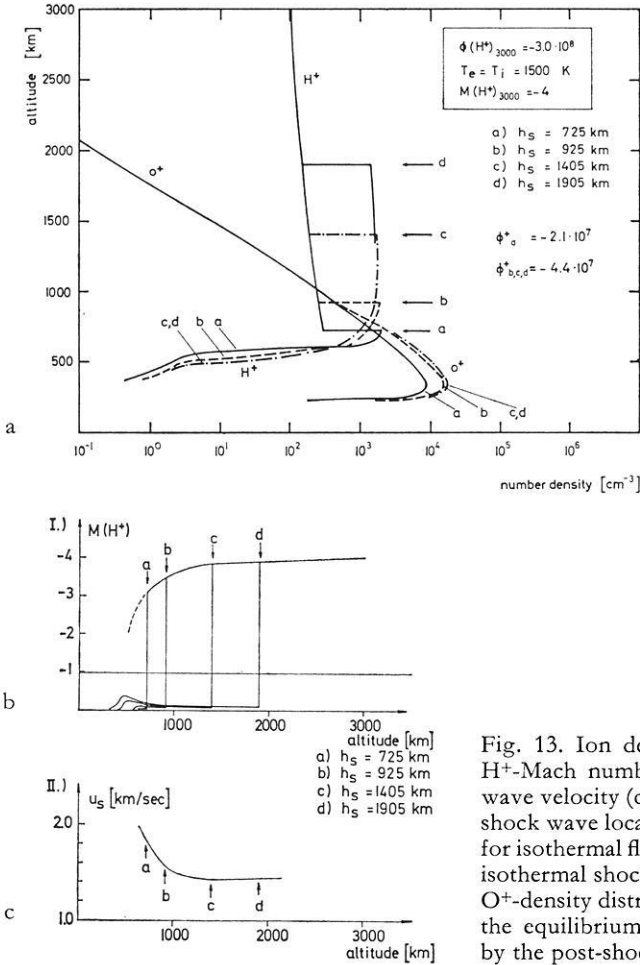 3000
altitude [km]
2500
2000
1500
1000
500
H⁺
O⁺
ϕ(H⁺)₃₀₀₀ = -3.0·10⁸
Tₑ = Tᵢ = 1500 K
M(H⁺)₃₀₀₀ = -4
a) hₛ = 725 km
b) hₛ = 925 km
c) hₛ = 1405 km
d) hₛ = 1905 km
ϕ⁺ₐ = -2.1·10⁷
ϕ⁺b,c,d = -4.4·10⁷
d
c
b
a
c,d b a
H⁺
O⁺
a b c,d
a
10⁻¹ 10⁰ 10¹ 10² 10³ 10⁴ 10⁵ 10⁶
number density [cm⁻³]
I.) M(H⁺)
-4
-3
-2
-1
a b c d
b
1000 2000 3000
altitude [km]
a) hₛ = 725 km
b) hₛ = 925 km
c) hₛ = 1405 km
d) hₛ = 1905 km
II.) uₛ [km/sec]
2.0
1.0
a b c d
c
1000 2000 3000
altitude [km]
Fig. 13. Ion de
H⁺-Mach numb
wave velocity (c
shock wave loca
for isothermal fl
isothermal shoc
O⁺-density distr
the equilibrium
by the post-shoc